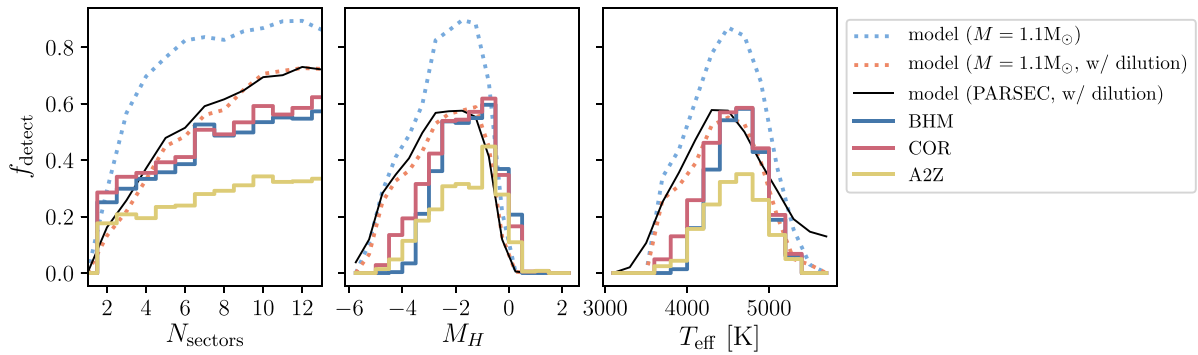 f_detect
0.0
0.2
0.4
0.6
0.8
2 4 6 8 10 12
N_sectors
−6 −4 −2 0 2
M_H
3000 4000 5000
T_eff [K]
model (M = 1.1M⊙)
model (M = 1.1M⊙, w/ dilution)
model (PARSEC, w/ dilution)
BHM
COR
A2Z